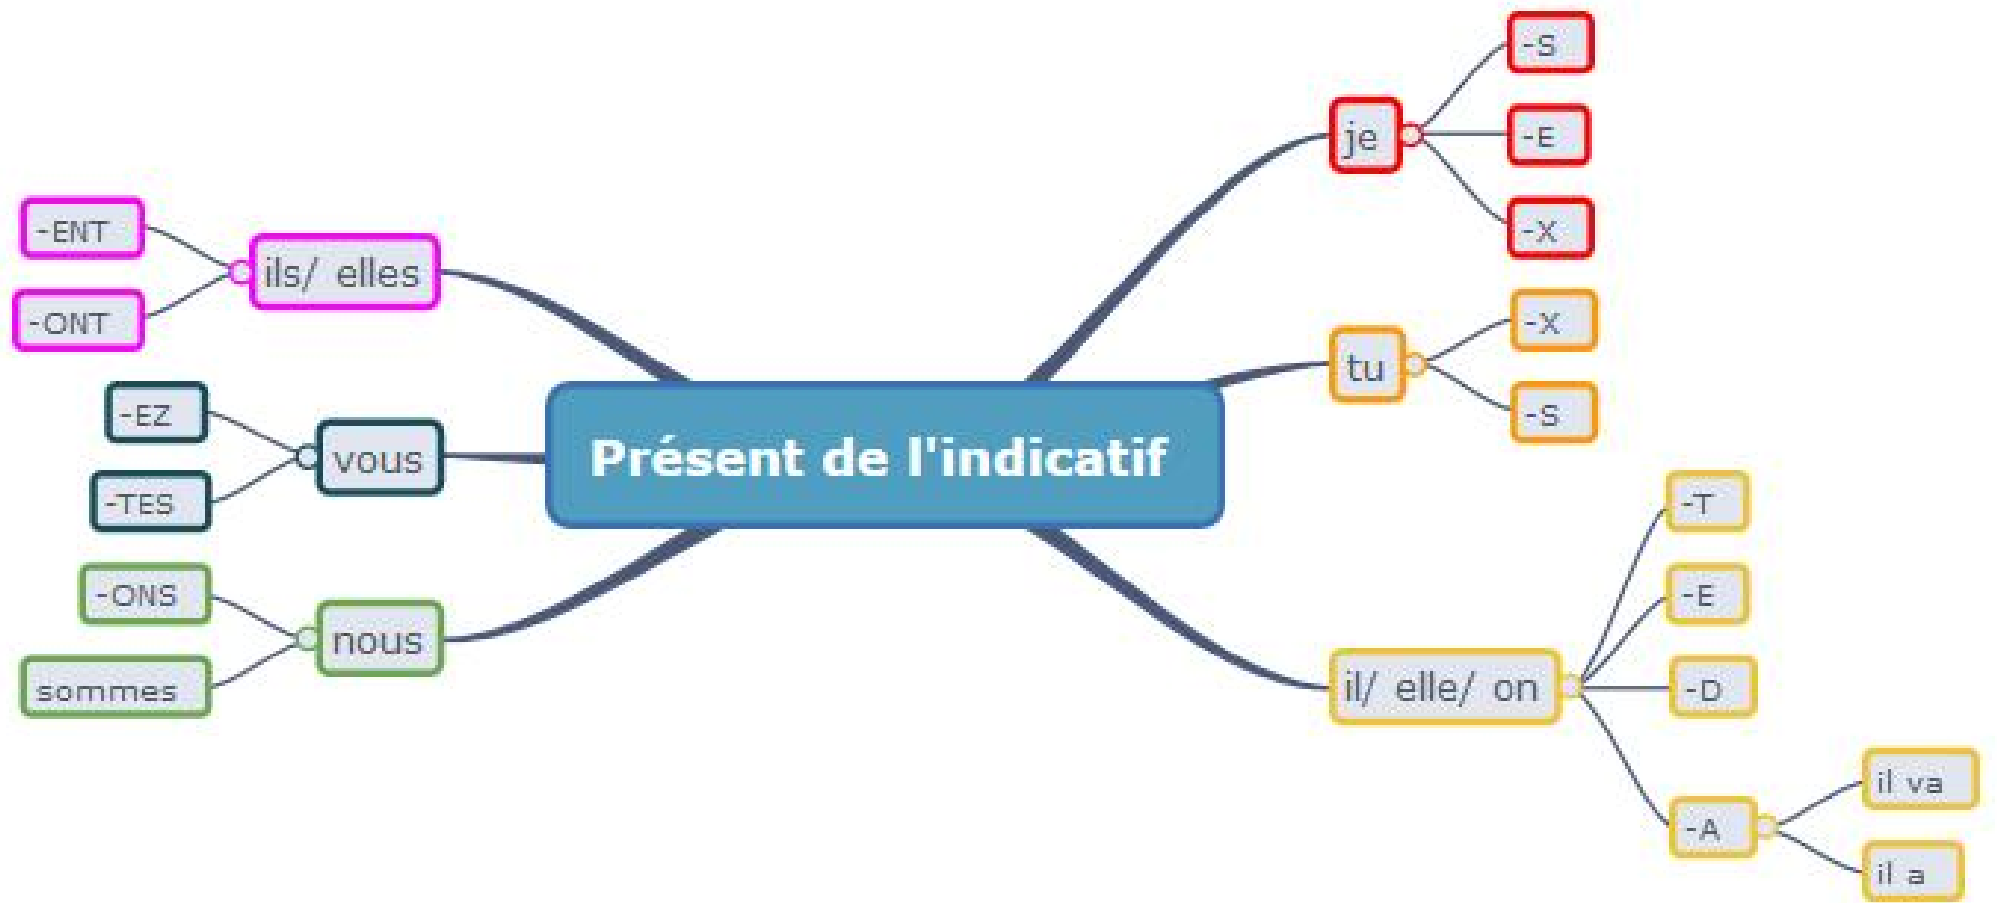 Présent de l'indicatif
je
-S
-E
-X
tu
-X
-S
il/ elle/ on
-T
-E
-D
-A
il va
il a
nous
-ONS
sommes
vous
-EZ
-TES
ils/ elles
-ENT
-ONT